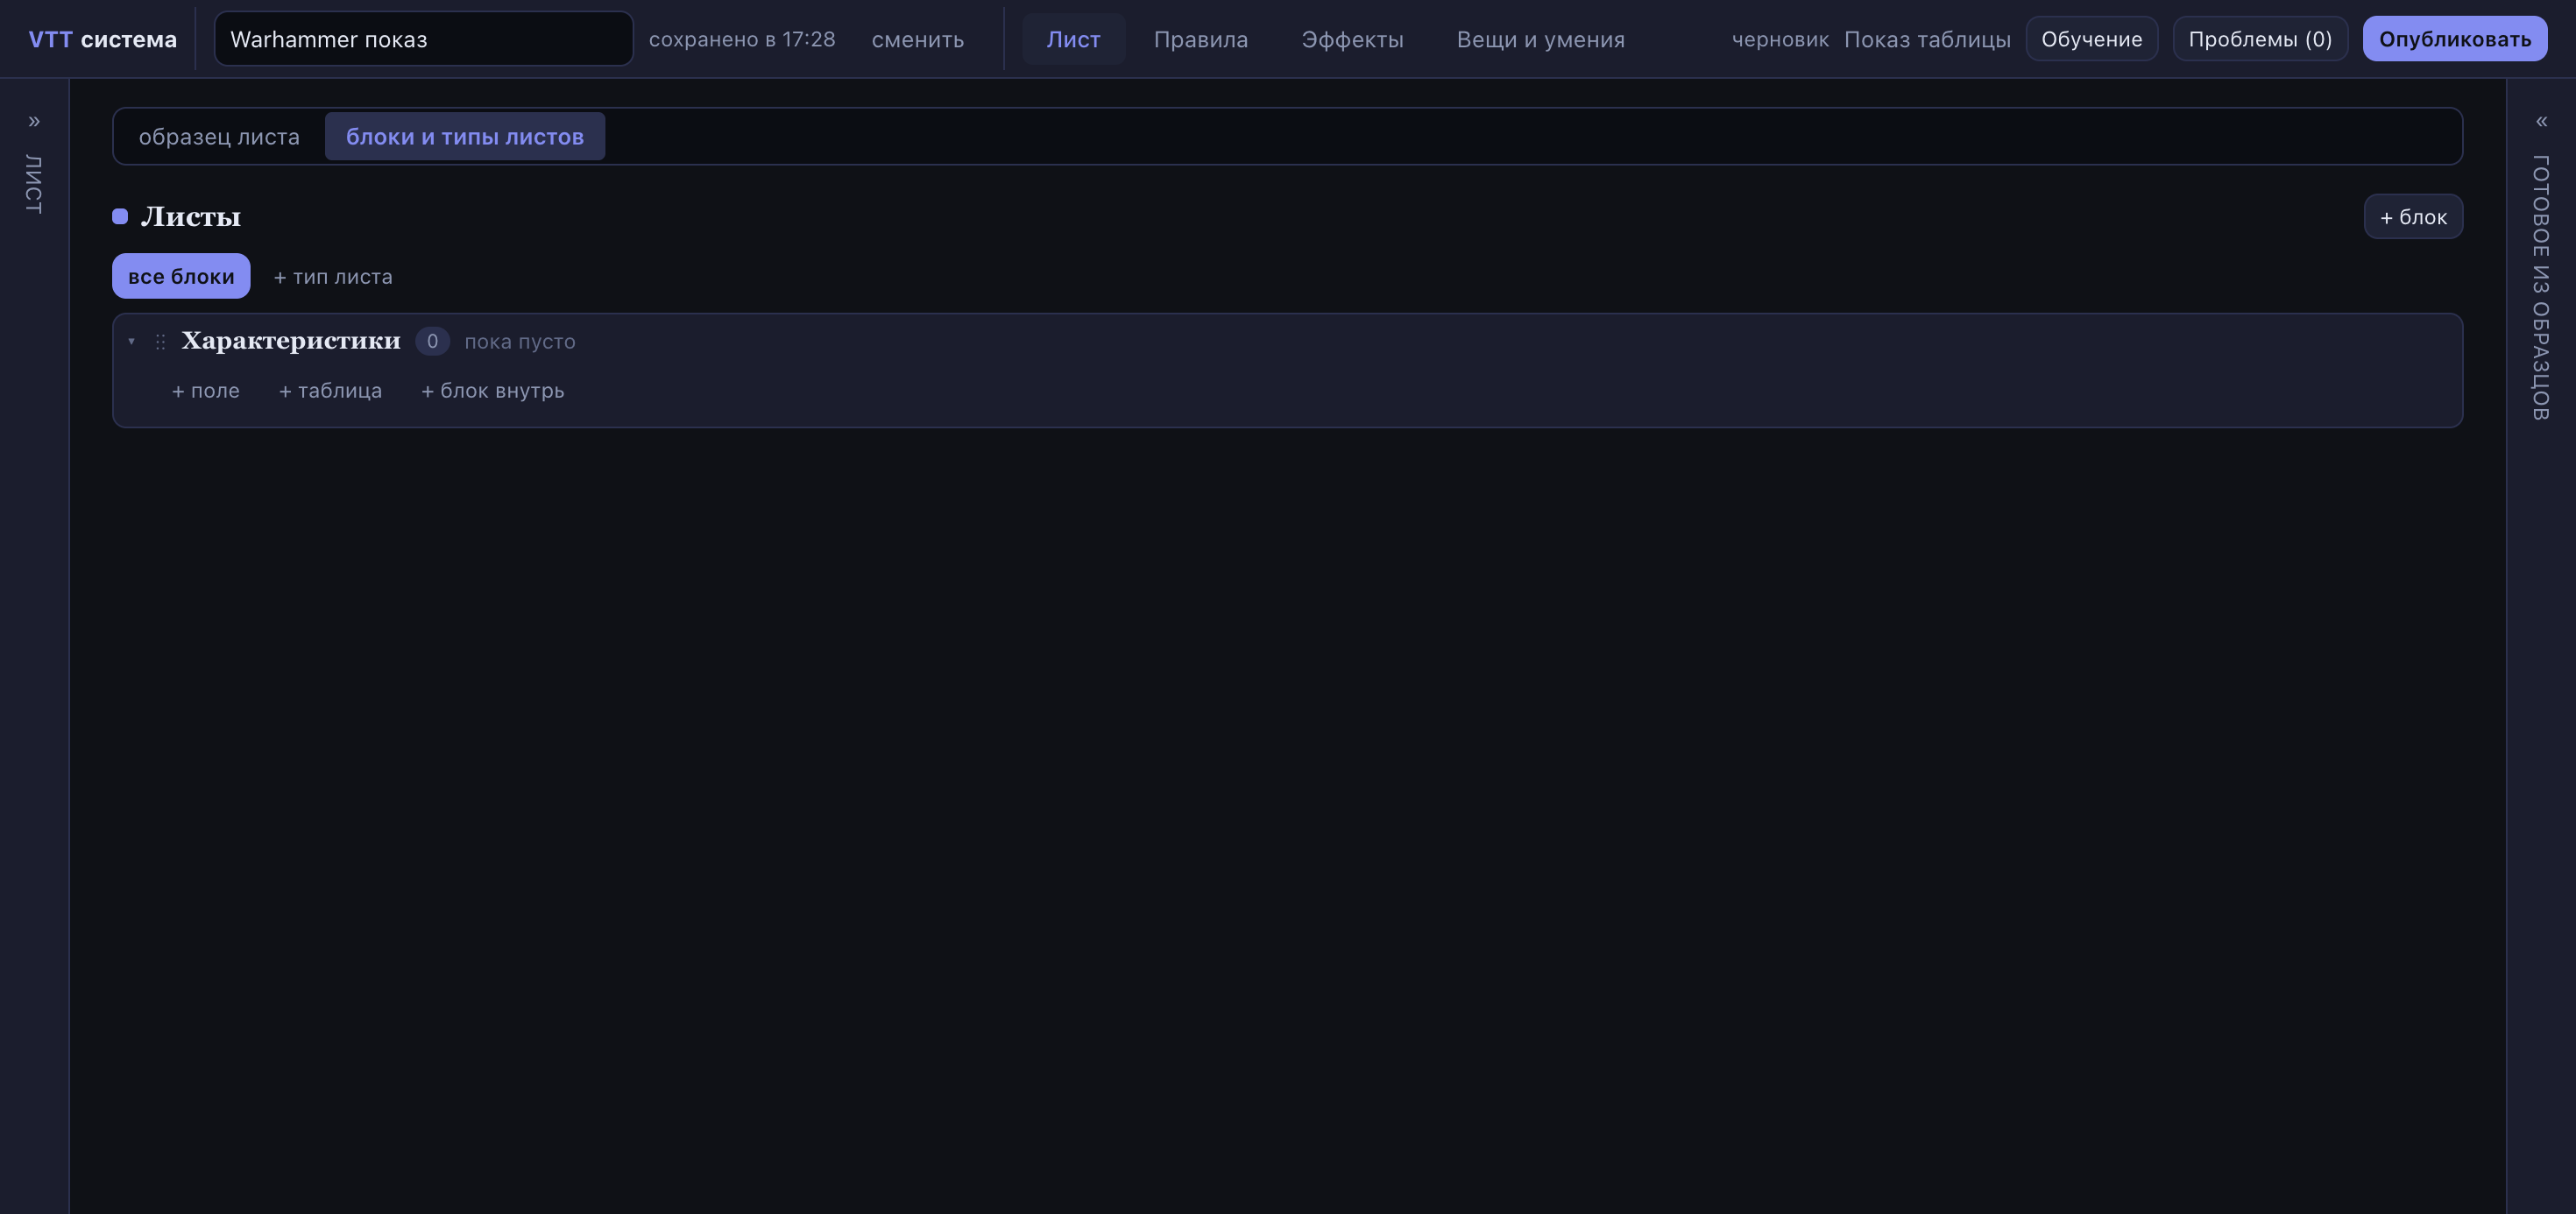 VTT система
Warhammer показ
сохранено в 17:28
сменить
Лист
Правила
Эффекты
Вещи и умения
черновик
Показ таблицы
Обучение
Проблемы (0)
Опубликовать
»
ЛИСТ
образец листа
блоки и типы листов
Листы
+ блок
все блоки
+ тип листа
Характеристики 0 пока пусто
+ поле
+ таблица
+ блок внутрь
«
ГОТОВОЕ ИЗ ОБРАЗЦОВ